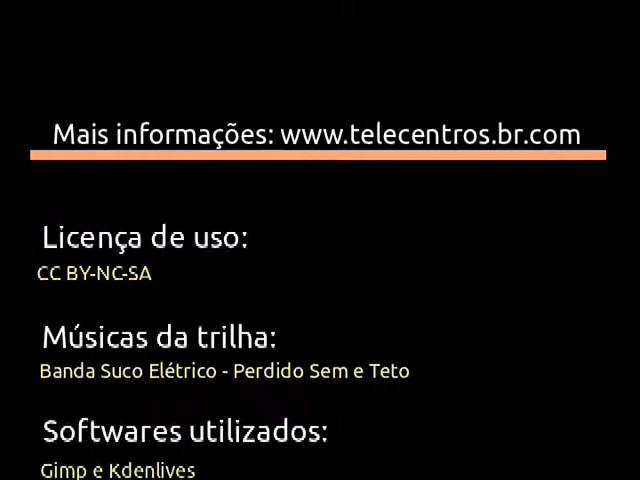 Mais informações: www.telecentros.br.com
Licença de uso:
CC BY-NC-SA
Músicas da trilha:
Banda Suco Elétrico - Perdido Sem e Teto
Softwares utilizados:
Gimp e Kdenlives